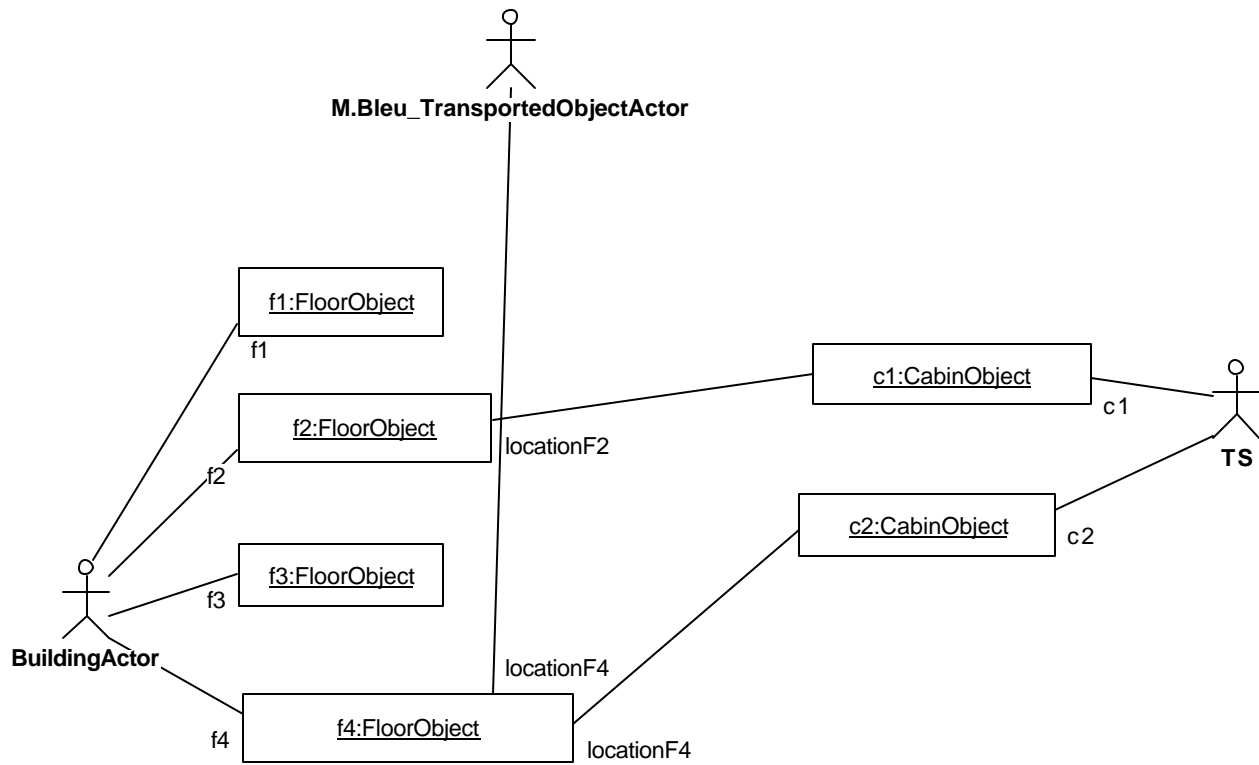 M.Bleu_TransportedObjectActor
f1:FloorObject
f1
f2:FloorObject
f2
locationF2
c1:CabinObject
c1
TS
c2:CabinObject
c2
f3:FloorObject
f3
BuildingActor
locationF4
f4:FloorObject
f4
locationF4